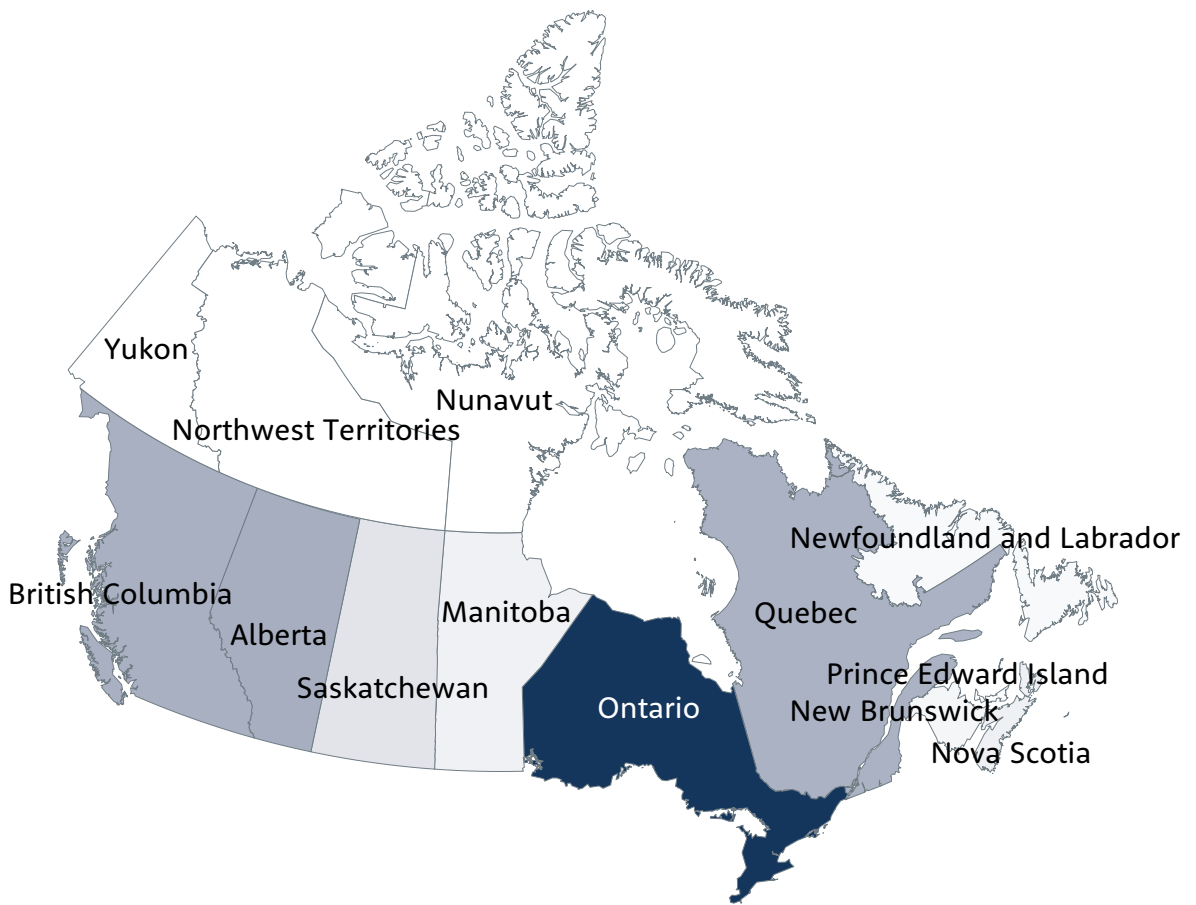 Yukon
Nunavut
Northwest Territories
Newfoundland and Labrador
British Columbia
Manitoba
Quebec
Alberta
Prince Edward Island
Saskatchewan
Ontario
New Brunswick
Nova Scotia